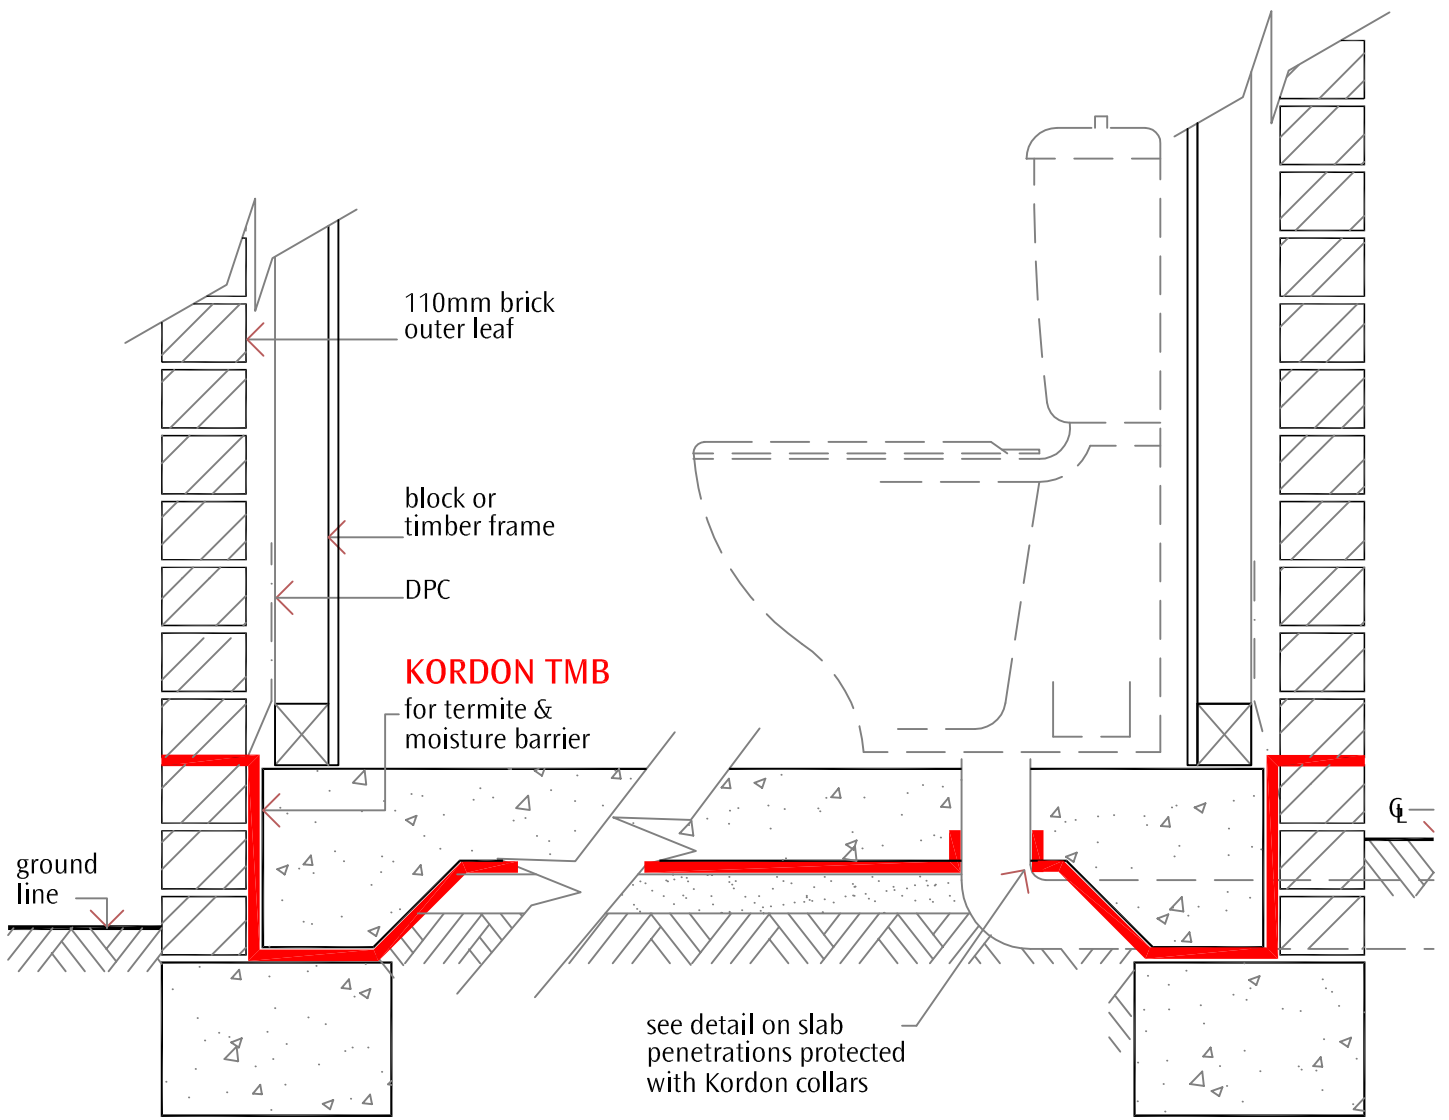 110mm brick
outer leaf
block or
timber frame
DPC
KORDON TMB
for termite &
moisture barrier
ground
line
GL
see detail on slab
penetrations protected
with Kordon collars